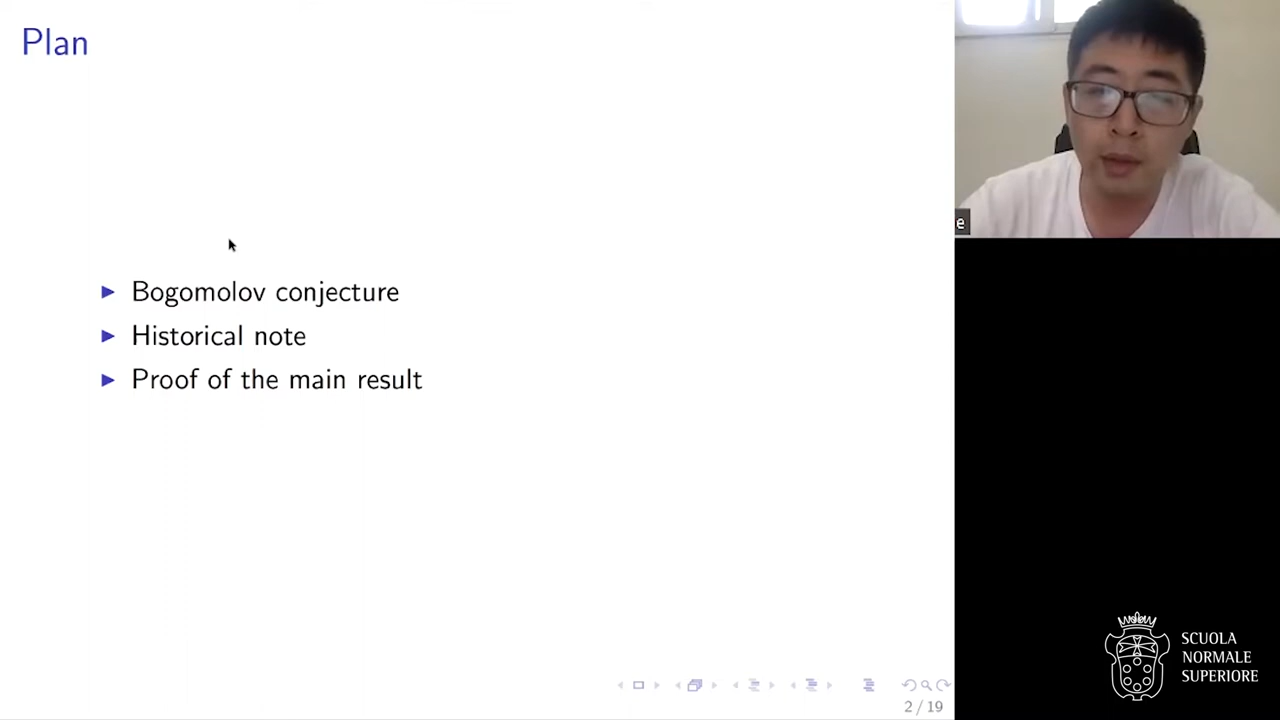 Plan
Bogomolov conjecture
Historical note
Proof of the main result
2 / 19
e
SCUOLA
NORMALE
SUPERIORE